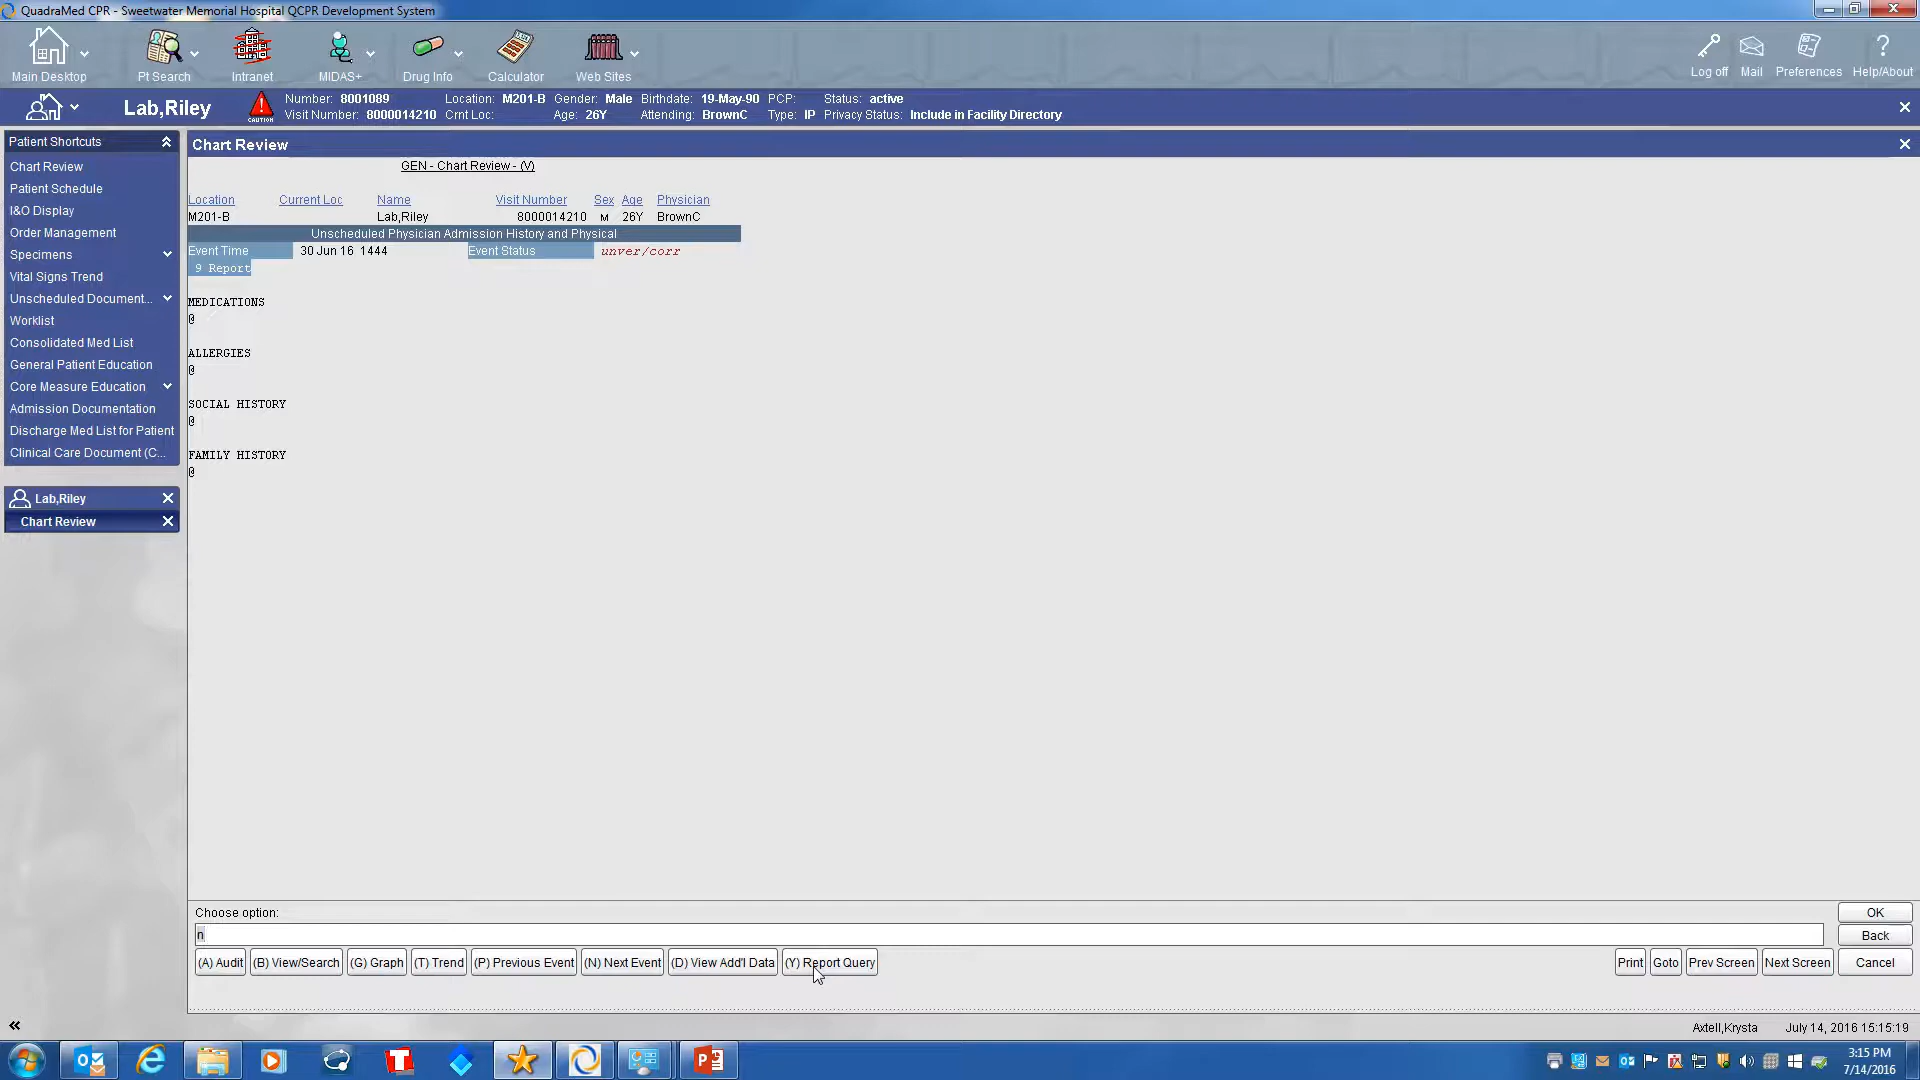 QuadraMed CPR - Sweetwater Memorial Hospital QCPR Development System
Main Desktop
Pt Search
Intranet
MIDAS+
Drug Info
Calculator
Web Sites
Log off
Mail
Preferences
Help/About
Lab,Riley
CAUTION
Number: 8001089 Location: M201-B Gender: Male Birthdate: 19-May-90 PCP: Status: active
Visit Number: 8000014210 Crnt Loc: Age: 26Y Attending: BrownC Type: IP Privacy Status: Include in Facility Directory
Patient Shortcuts
Chart Review
Patient Schedule
I&O Display
Order Management
Specimens
Vital Signs Trend
Unscheduled Document...
Worklist
Consolidated Med List
General Patient Education
Core Measure Education
Admission Documentation
Discharge Med List for Patient
Clinical Care Document (C...
Lab,Riley
Chart Review
Chart Review
GEN - Chart Review - (V)
Location Current Loc Name Visit Number Sex Age Physician
M201-B Lab,Riley 8000014210 M 26Y BrownC
Unscheduled Physician Admission History and Physical
Event Time 30 Jun 16 1444 Event Status unver/corr
9 Report
MEDICATIONS
@
ALLERGIES
@
SOCIAL HISTORY
@
FAMILY HISTORY
@
Choose option:
n
(A) Audit (B) View/Search (G) Graph (T) Trend (P) Previous Event (N) Next Event (D) View Add'l Data (Y) Report Query
Print Goto Prev Screen Next Screen
OK
Back
Cancel
Axtell,Krysta July 14, 2016 15:15:19
3:15 PM
7/14/2016